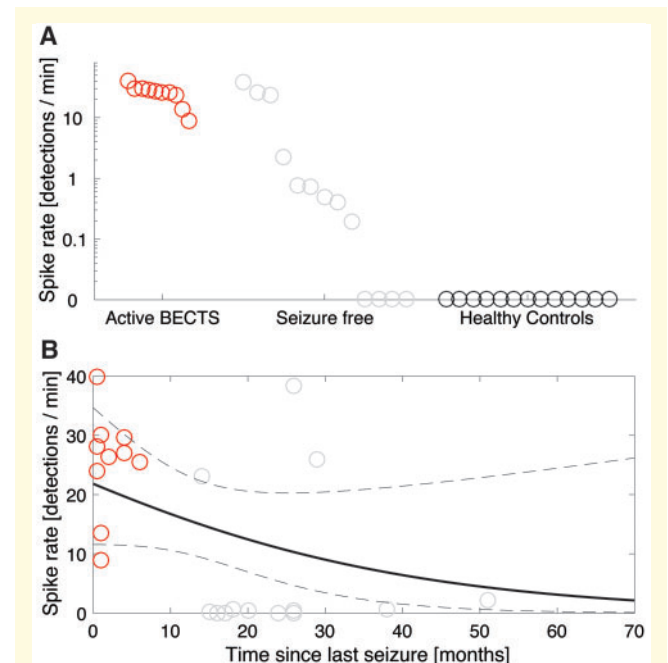 A
Spike rate [detections / min]
10
1
0.1
0
Active BECTS Seizure free Healthy Controls
B
Spike rate [detections / min]
40
30
20
10
0
0 10 20 30 40 50 60 70
Time since last seizure [months]